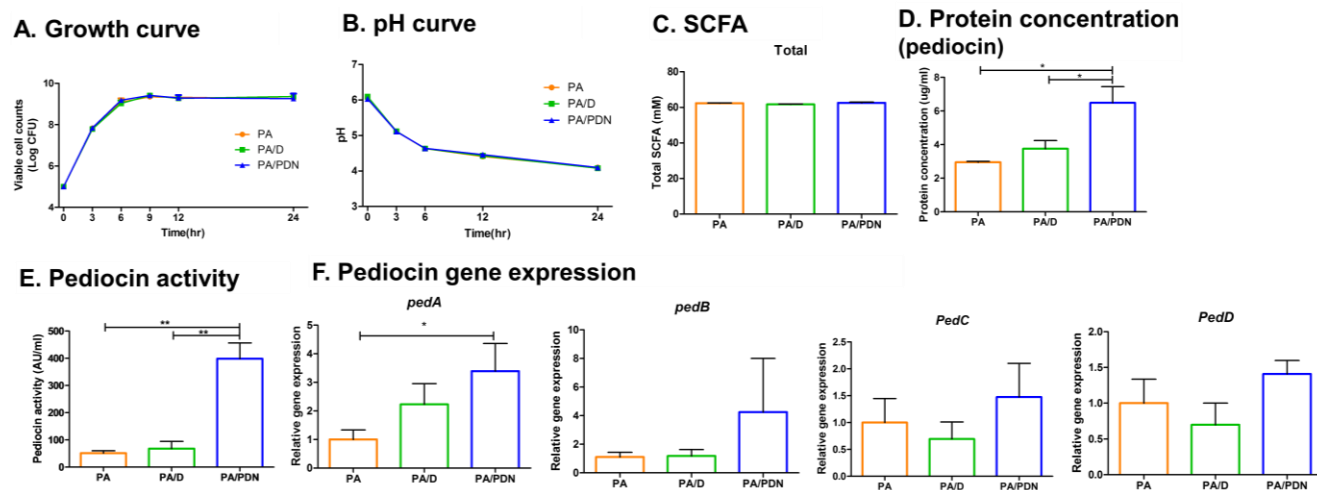 A. Growth curve
Viable cell counts
(Log CFU)
10
8
6
4
0
3
6
9
12
24
Time(hr)
PA
PA/D
PA/PDN
B. pH curve
pH
7
6
5
4
3
0
3
6
12
24
Time(hr)
PA
PA/D
PA/PDN
C. SCFA
Total
Total SCFA (mM)
80
60
40
20
0
PA
PA/D
PA/PDN
D. Protein concentration
(pediocin)
Protein concentration (ug/ml)
8
6
4
2
0
*
*
PA
PA/D
PA/PDN
E. Pediocin activity
Pediocin activity (AU/ml)
500
400
300
200
100
0
**
**
PA
PA/D
PA/PDN
F. Pediocin gene expression
pedA
Relative gene expression
5
4
3
2
1
0
*
PA
PA/D
PA/PDN
pedB
Relative gene expression
10
8
6
4
2
0
PA
PA/D
PA/PDN
PedC
Relative gene expression
2.5
2.0
1.5
1.0
0.5
0.0
PA
PA/D
PA/PDN
PedD
Relative gene expression
2.0
1.5
1.0
0.5
0.0
PA
PA/D
PA/PDN